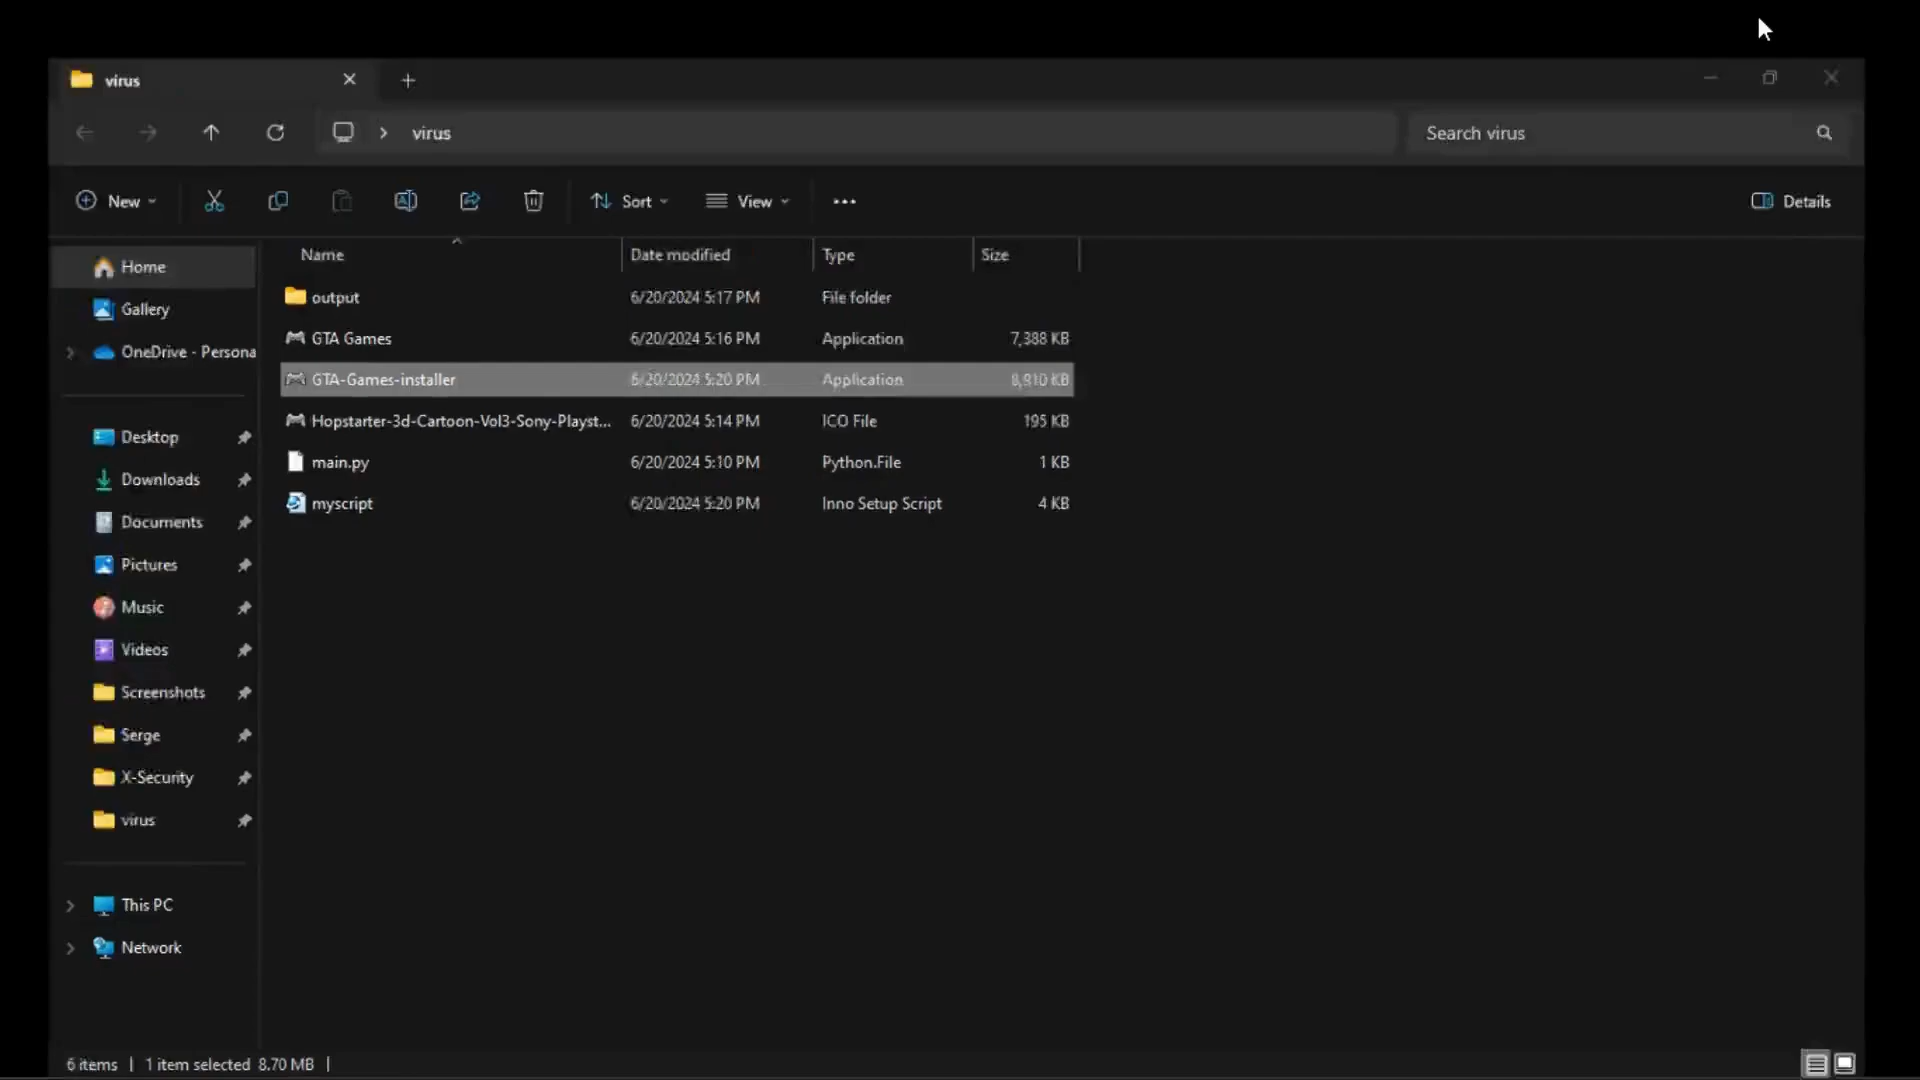 virus
virus
Search virus
New
Sort
View
Details
Name Date modified Type Size
output 6/20/2024 5:17 PM File folder
GTA Games 6/20/2024 5:16 PM Application 7,388 KB
GTA-Games-installer 6/20/2024 5:20 PM Application 8,910 KB
Hopstarter-3d-Cartoon-Vol3-Sony-Playst... 6/20/2024 5:14 PM ICO File 195 KB
main.py 6/20/2024 5:10 PM Python.File 1 KB
myscript 6/20/2024 5:20 PM Inno Setup Script 4 KB
Home
Gallery
OneDrive - Persona
Desktop
Downloads
Documents
Pictures
Music
Videos
Screenshots
Serge
X-Security
virus
This PC
Network
6 items | 1 item selected 8.70 MB |